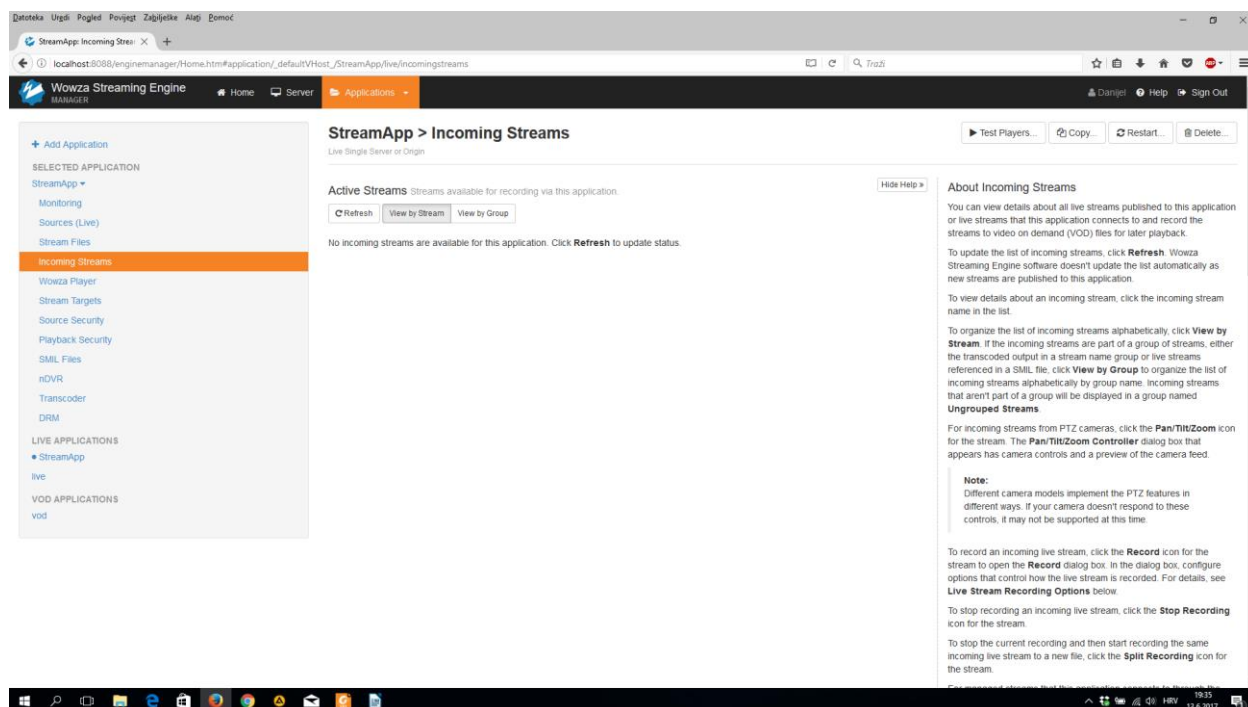 Datoteka Uredi Pogled Povijest Zabilješke Alati Pomoć
StreamApp: Incoming Strea
localhost:8088/enginemanager/Home.htm#application/_defaultVHost_/StreamApp/live/incomingstreams
Traži
Wowza Streaming Engine
MANAGER
Home Server Applications
Danijel Help Sign Out
Add Application
SELECTED APPLICATION
StreamApp
Monitoring
Sources (Live)
Stream Files
Incoming Streams
Wowza Player
Stream Targets
Source Security
Playback Security
SMIL Files
nDVR
Transcoder
DRM
LIVE APPLICATIONS
StreamApp
live
VOD APPLICATIONS
vod
StreamApp > Incoming Streams
Live Single Server or Origin
Test Players... Copy... Restart... Delete...
Active Streams Streams available for recording via this application.
Hide Help »
Refresh View by Stream View by Group
No incoming streams are available for this application. Click Refresh to update status.
About Incoming Streams
You can view details about all live streams published to this application
or live streams that this application connects to and record the
streams to video on demand (VOD) files for later playback.
To update the list of incoming streams, click Refresh. Wowza
Streaming Engine software doesn't update the list automatically as
new streams are published to this application.
To view details about an incoming stream, click the incoming stream
name in the list.
To organize the list of incoming streams alphabetically, click View by
Stream. If the incoming streams are part of a group of streams, either
the transcoded output in a stream name group or live streams
referenced in a SMIL file, click View by Group to organize the list of
incoming streams alphabetically by group name. Incoming streams
that aren't part of a group will be displayed in a group named
Ungrouped Streams.
For incoming streams from PTZ cameras, click the Pan/Tilt/Zoom icon
for the stream. The Pan/Tilt/Zoom Controller dialog box that
appears has camera controls and a preview of the camera feed.
Note:
Different camera models implement the PTZ features in
different ways. If your camera doesn't respond to these
controls, it may not be supported at this time.
To record an incoming live stream, click the Record icon for the
stream to open the Record dialog box. In the dialog box, configure
options that control how the live stream is recorded. For details, see
Live Stream Recording Options below.
To stop recording an incoming live stream, click the Stop Recording
icon for the stream.
To stop the current recording and then start recording the same
incoming live stream to a new file, click the Split Recording icon for
the stream.
For managed streams that this application connects to through the
HRV
19:35
13.6.2017.